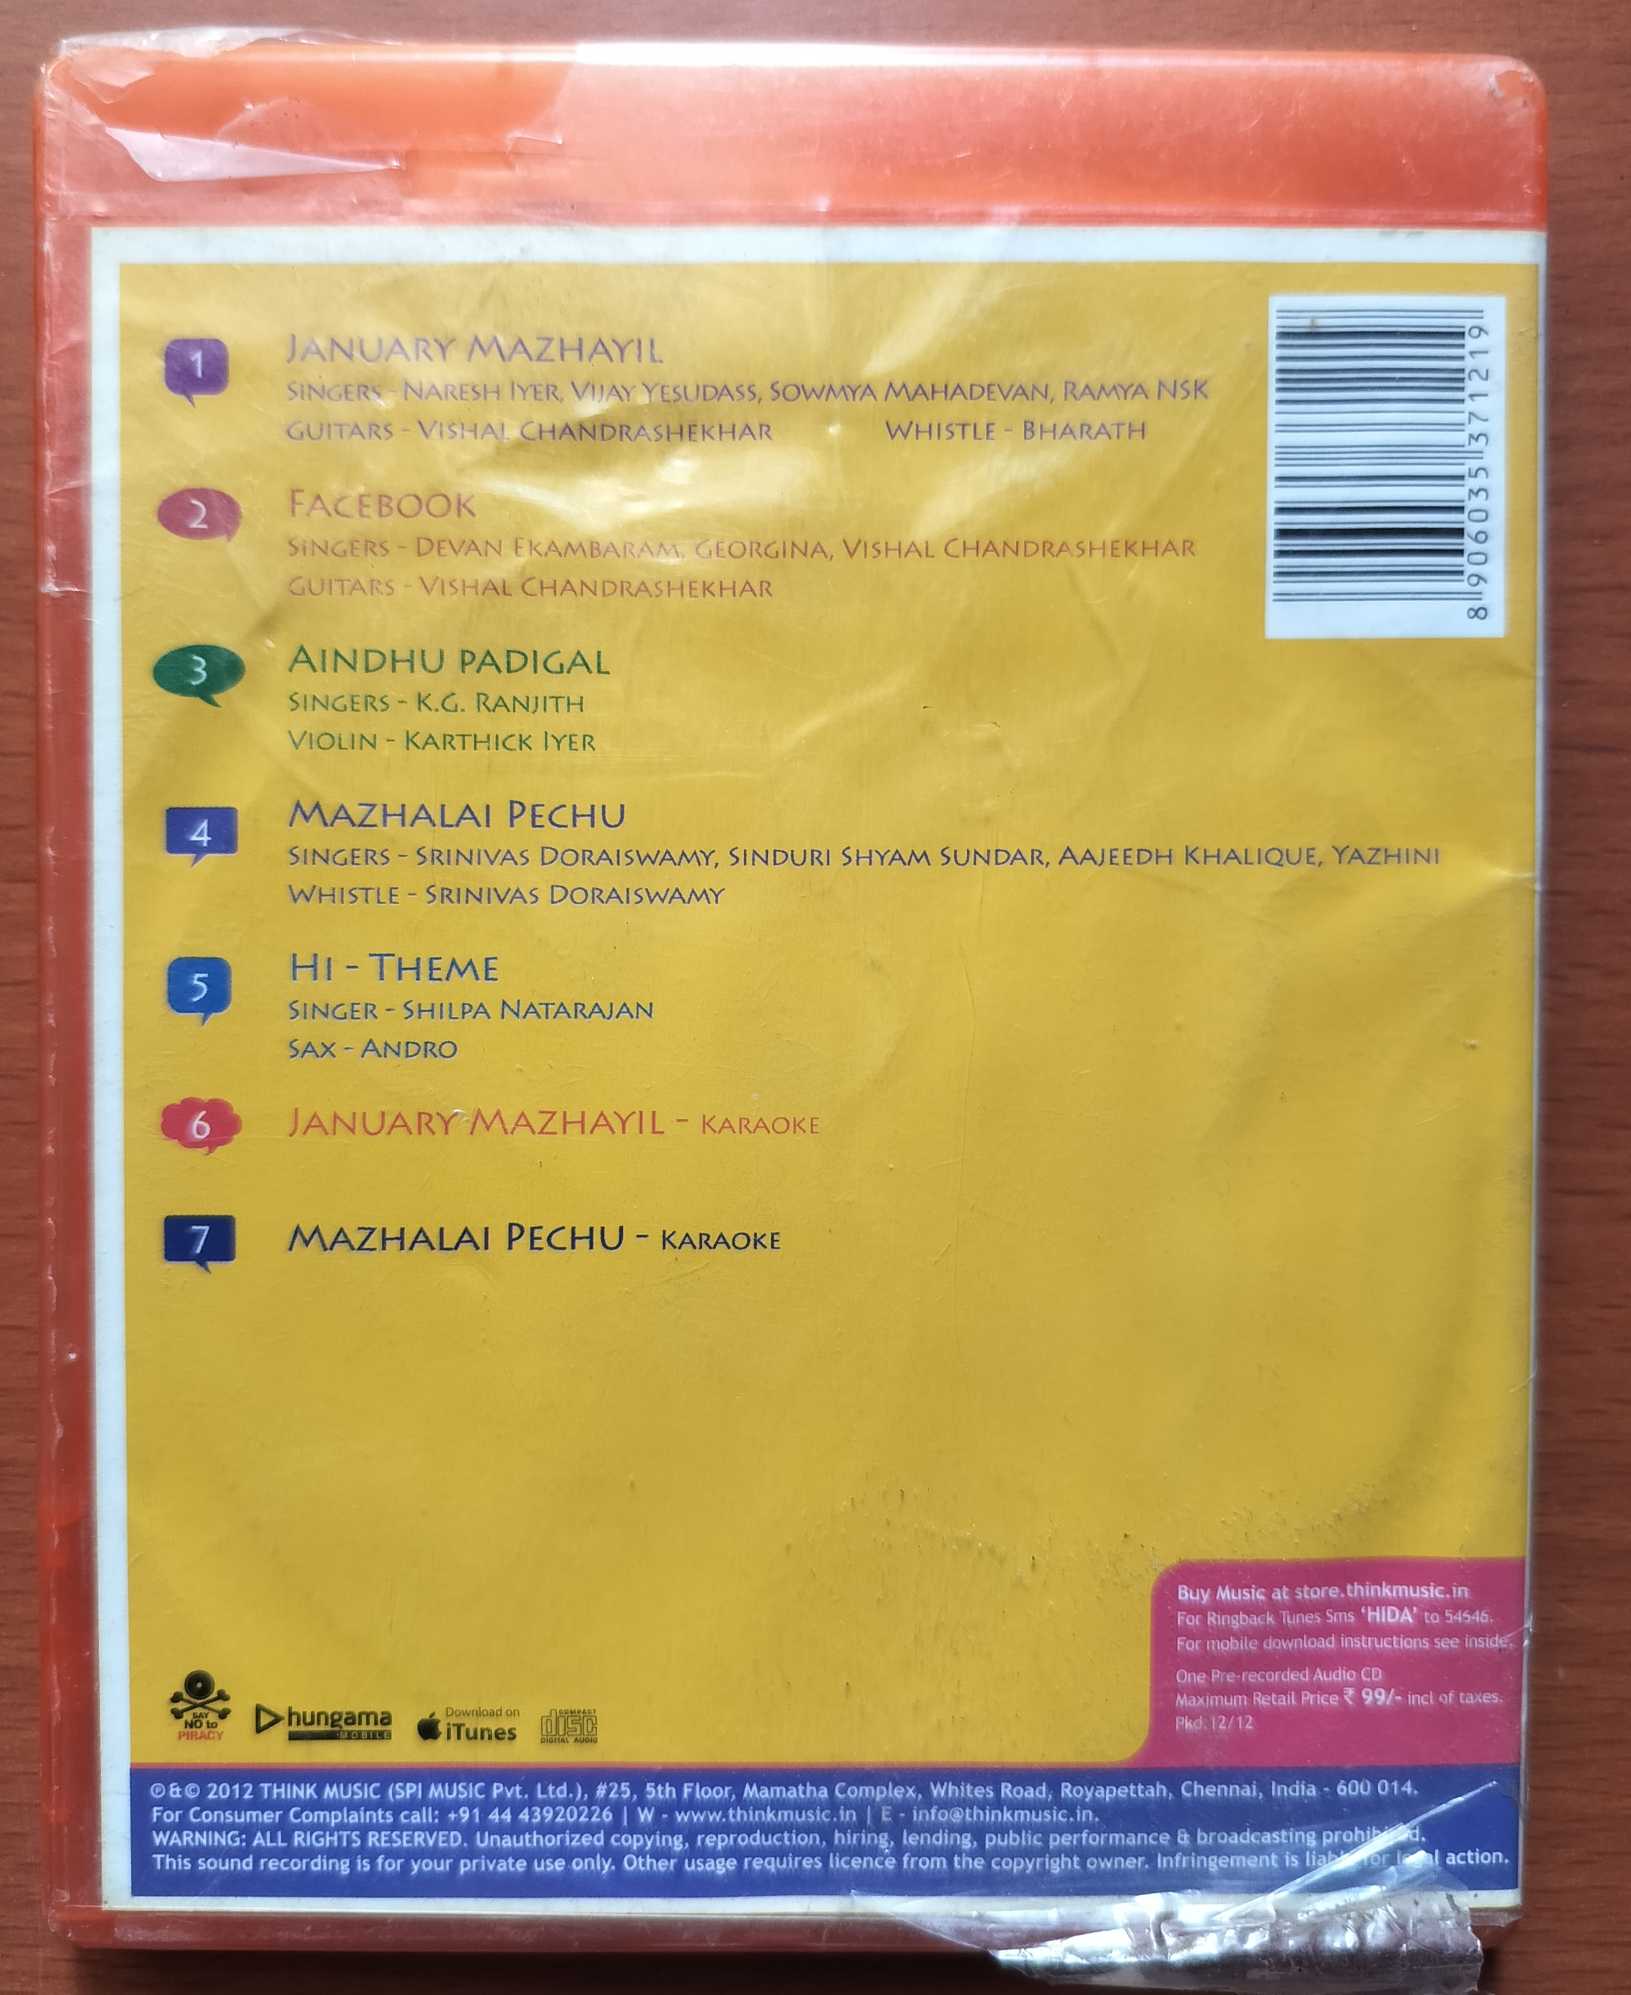 1
JANUARY MAZHAYIL
SINGERS - NARESH IYER, VIJAY YESUDASS, SOWMYA MAHADEVAN, RAMYA NSK
GUITARS - VISHAL CHANDRASHEKHAR WHISTLE - BHARATH
8 906035 371219
2
FACEBOOK
SINGERS - DEVAN EKAMBARAM, GEORGINA, VISHAL CHANDRASHEKHAR
GUITARS - VISHAL CHANDRASHEKHAR
3
AINDHU PADIGAL
SINGERS - K.G. RANJITH
VIOLIN - KARTHICK IYER
4
MAZHALAI PECHU
SINGERS - SRINIVAS DORAISWAMY, SINDURI SHYAM SUNDAR, AAJEEDH KHALIQUE, YAZHINI
WHISTLE - SRINIVAS DORAISWAMY
5
HI - THEME
SINGER - SHILPA NATARAJAN
SAX - ANDRO
6
JANUARY MAZHAYIL - KARAOKE
7
MAZHALAI PECHU - KARAOKE
Buy Music at store.thinkmusic.in
For Ringback Tunes Sms 'HIDA' to 54646.
For mobile download instructions see inside.
One Pre-recorded Audio CD
Maximum Retail Price ₹ 99/- incl of taxes.
Pkd.12/12
SAY
NO to
PIRACY
hungama
MOBILE
Download on
iTunes
COMPACT
disc
DIGITAL AUDIO
℗&© 2012 THINK MUSIC (SPI MUSIC Pvt. Ltd.), #25, 5th Floor, Mamatha Complex, Whites Road, Royapettah, Chennai, India - 600 014.
For Consumer Complaints call: +91 44 43920226 | W - www.thinkmusic.in | E - info@thinkmusic.in.
WARNING: ALL RIGHTS RESERVED. Unauthorized copying, reproduction, hiring, lending, public performance & broadcasting prohibited.
This sound recording is for your private use only. Other usage requires licence from the copyright owner. Infringement is liable for legal action.